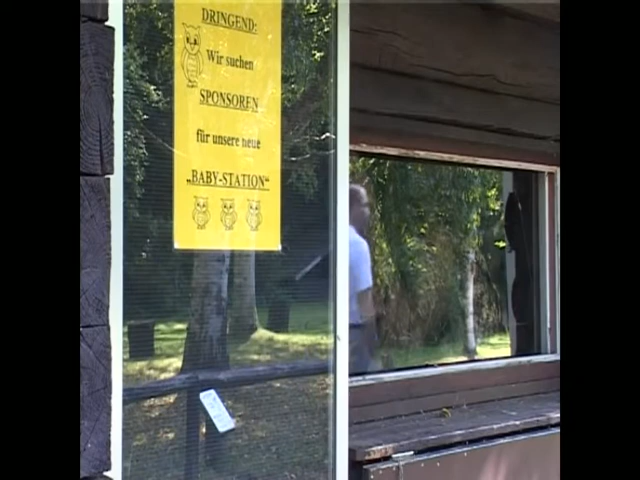 DRINGEND:
Wir suchen
SPONSOREN
für unsere neue
„BABY-STATION“